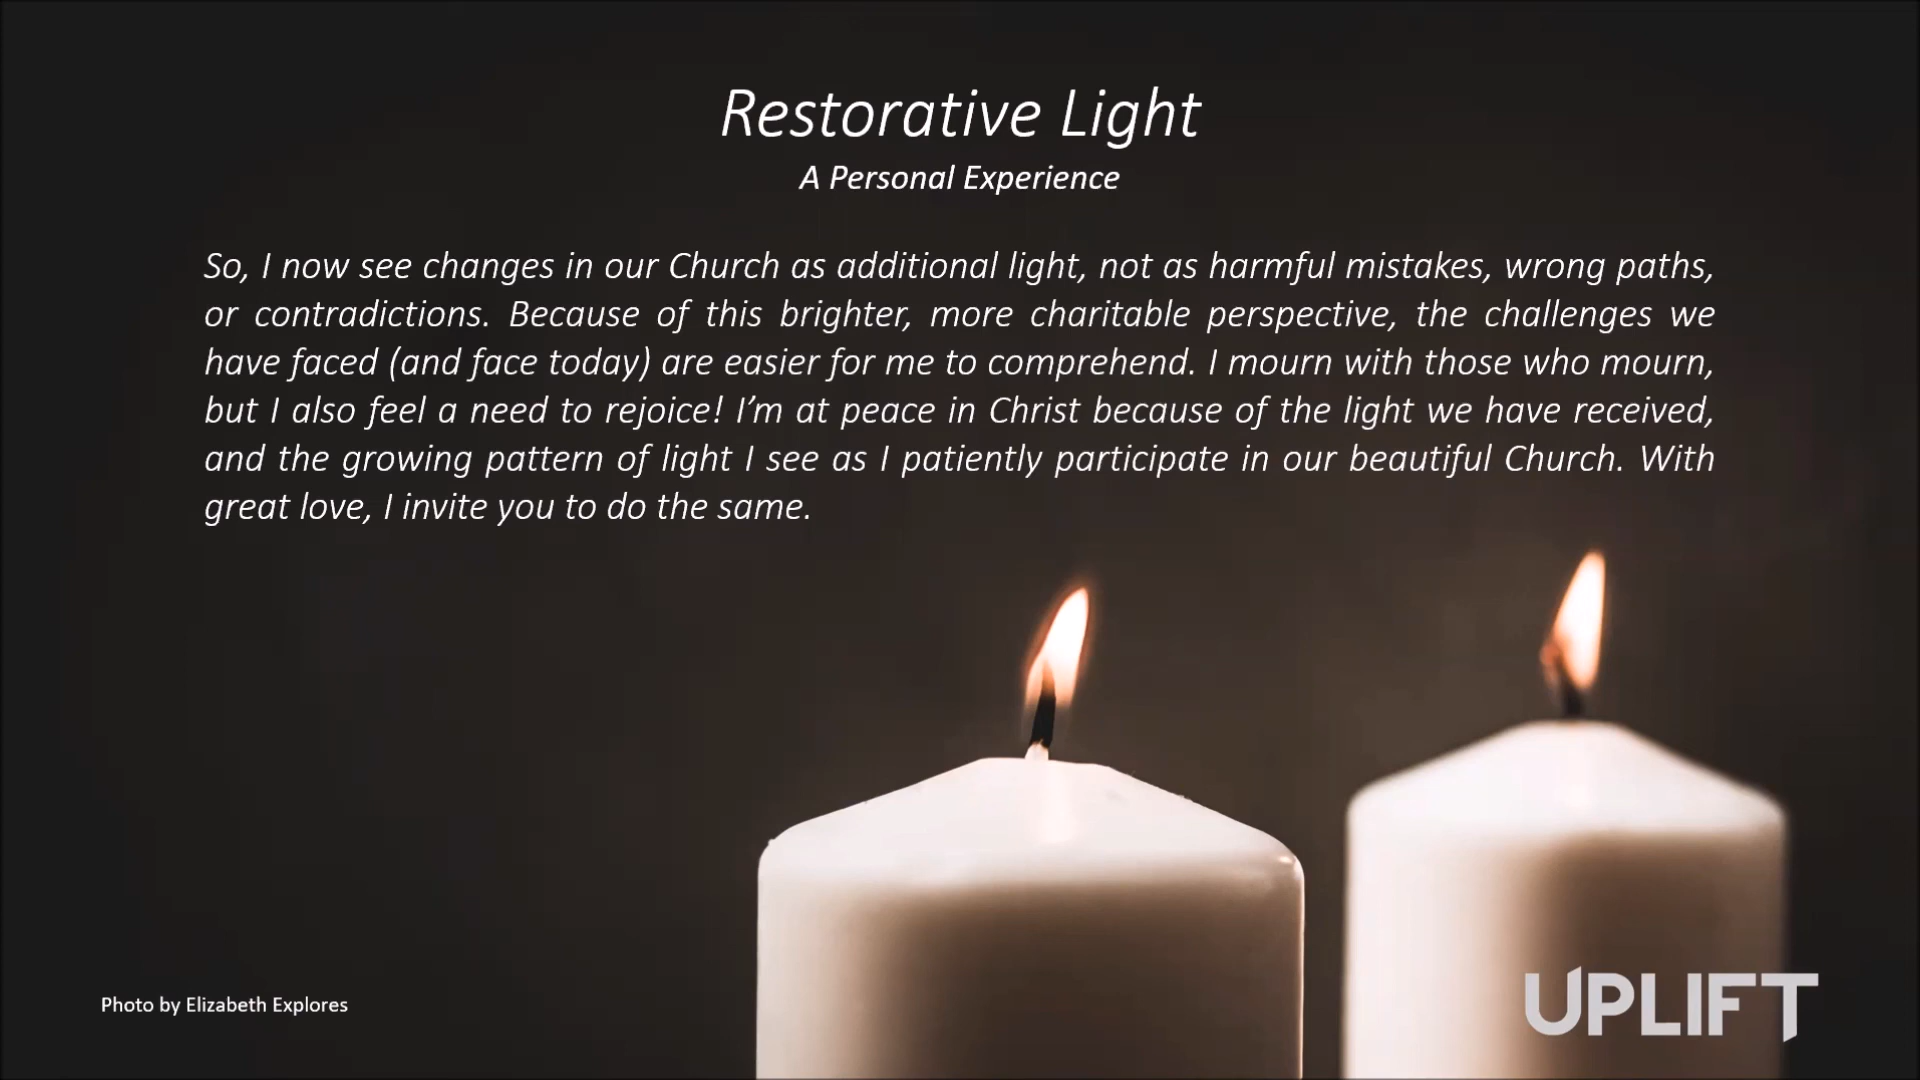 Restorative Light
A Personal Experience
So, I now see changes in our Church as additional light, not as harmful mistakes, wrong paths,
or contradictions. Because of this brighter, more charitable perspective, the challenges we
have faced (and face today) are easier for me to comprehend. I mourn with those who mourn,
but I also feel a need to rejoice! I’m at peace in Christ because of the light we have received,
and the growing pattern of light I see as I patiently participate in our beautiful Church. With
great love, I invite you to do the same.
Photo by Elizabeth Explores
UPLIFT